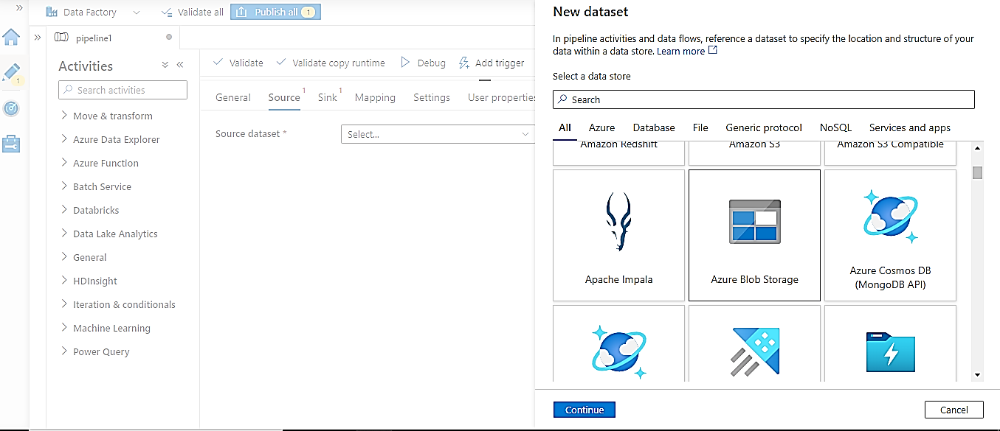 Data Factory
Validate all
Publish all 1
pipeline1
1
Activities
Search activities
Move & transform
Azure Data Explorer
Azure Function
Batch Service
Databricks
Data Lake Analytics
General
HDInsight
Iteration & conditionals
Machine Learning
Power Query
Validate
Validate copy runtime
Debug
Add trigger
General
Source 1
Sink 1
Mapping
Settings
User properties
Source dataset *
Select...
New dataset
In pipeline activities and data flows, reference a dataset to specify the location and structure of your
data within a data store. Learn more
Select a data store
Search
All Azure Database File Generic protocol NoSQL Services and apps
Amazon Redshift
Amazon S3
Amazon S3 Compatible
Apache Impala
Azure Blob Storage
Azure Cosmos DB
(MongoDB API)
Continue
Cancel